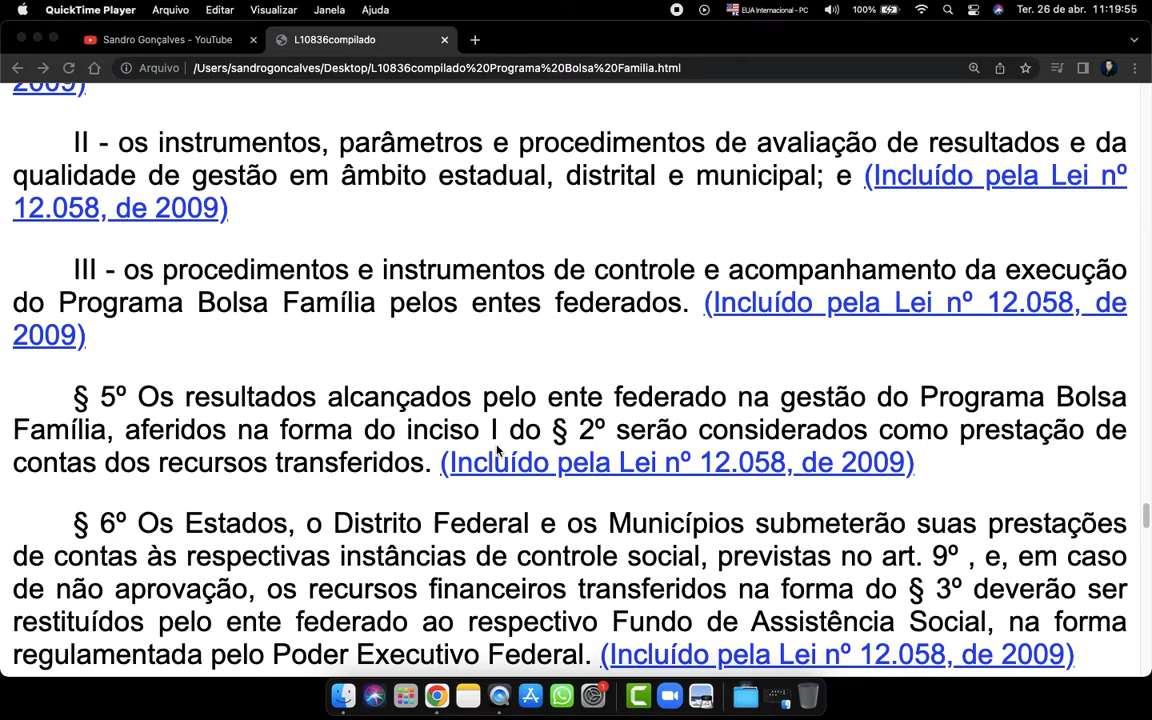 QuickTime Player Arquivo Editar Visualizar Janela Ajuda EUA Internacional - PC 100% Ter. 26 de abr. 11:19:55
Sandro Gonçalves - YouTube L10836compilado
Arquivo /Users/sandrogoncalves/Desktop/L10836compilado%20Programa%20Bolsa%20Familia.html
2009)
II - os instrumentos, parâmetros e procedimentos de avaliação de resultados e da
qualidade de gestão em âmbito estadual, distrital e municipal; e (Incluído pela Lei nº
12.058, de 2009)
III - os procedimentos e instrumentos de controle e acompanhamento da execução
do Programa Bolsa Família pelos entes federados. (Incluído pela Lei nº 12.058, de
2009)
§ 5º Os resultados alcançados pelo ente federado na gestão do Programa Bolsa
Família, aferidos na forma do inciso I do § 2º serão considerados como prestação de
contas dos recursos transferidos. (Incluído pela Lei nº 12.058, de 2009)
§ 6º Os Estados, o Distrito Federal e os Municípios submeterão suas prestações
de contas às respectivas instâncias de controle social, previstas no art. 9º , e, em caso
de não aprovação, os recursos financeiros transferidos na forma do § 3º deverão ser
restituídos pelo ente federado ao respectivo Fundo de Assistência Social, na forma
regulamentada pelo Poder Executivo Federal. (Incluído pela Lei nº 12.058, de 2009)
1